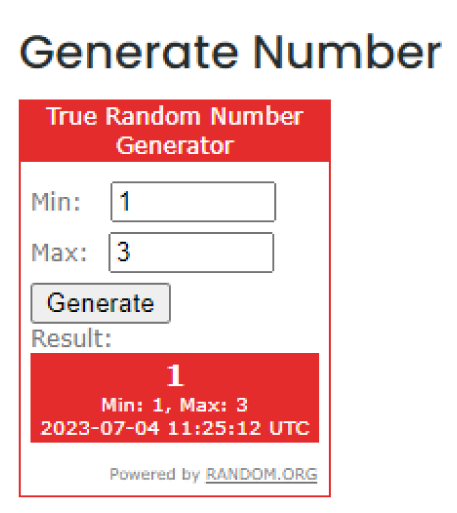 Generate Number
True Random Number
Generator
Min: 1
Max: 3
Generate
Result:
1
Min: 1, Max: 3
2023-07-04 11:25:12 UTC
Powered by RANDOM.ORG